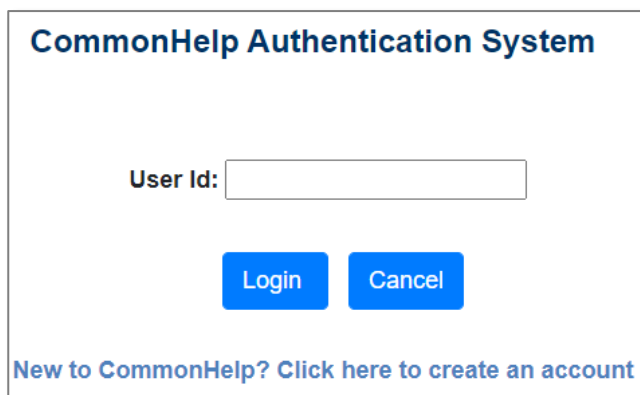 CommonHelp Authentication System
User Id:
Login Cancel
New to CommonHelp? Click here to create an account